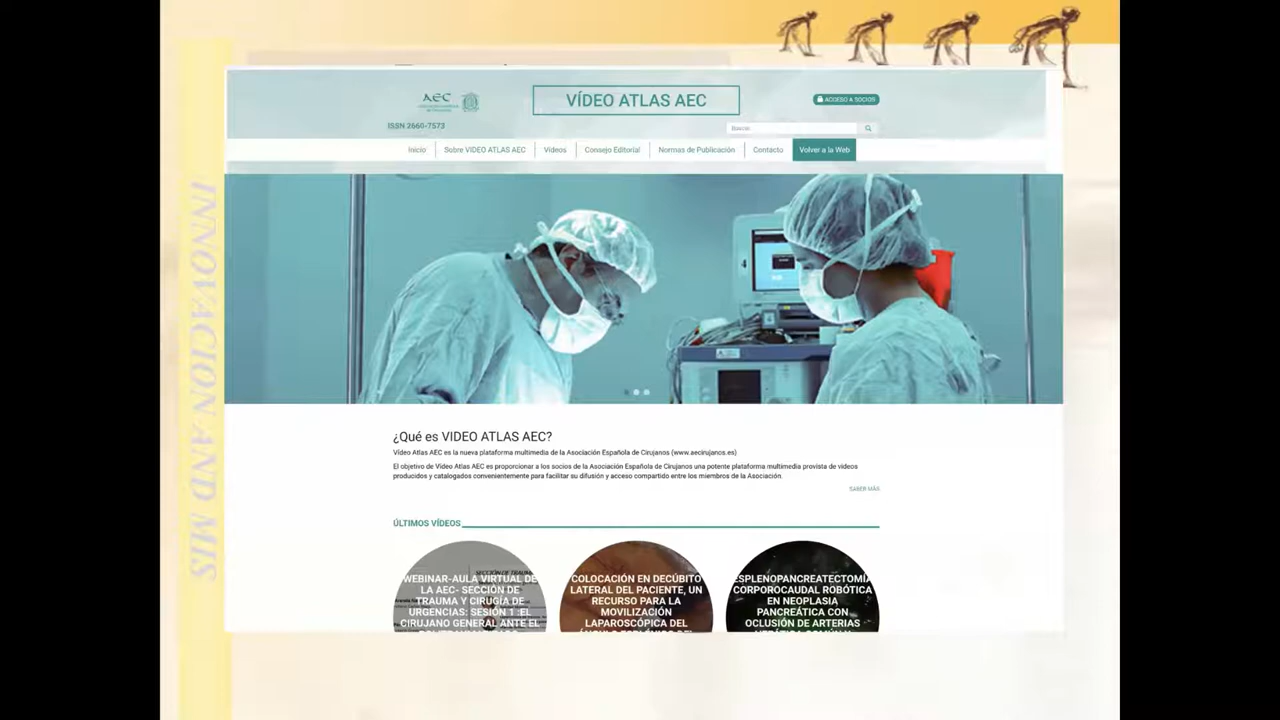 AEC
VÍDEO ATLAS AEC
ACCESO A SOCIOS
ISSN 2660-7573
Buscar
Inicio
Sobre VIDEO ATLAS AEC
Vídeos
Consejo Editorial
Normas de Publicación
Contacto
Volver a la Web
INNOVACION AND MIS
¿Qué es VIDEO ATLAS AEC?
Vídeo Atlas AEC es la nueva plataforma multimedia de la Asociación Española de Cirujanos (www.aecirujanos.es)
El objetivo de Vídeo Atlas AEC es proporcionar a los socios de la Asociación Española de Cirujanos una potente plataforma multimedia provista de vídeos
producidos y catalogados convenientemente para facilitar su difusión y acceso compartido entre los miembros de la Asociación.
SABER MÁS
ÚLTIMOS VÍDEOS
WEBINAR-AULA VIRTUAL DE
LA AEC- SECCIÓN DE
TRAUMA Y CIRUGÍA DE
URGENCIAS: SESIÓN 1 :EL
CIRUJANO GENERAL ANTE EL
COLOCACIÓN EN DECÚBITO
LATERAL DEL PACIENTE, UN
RECURSO PARA LA
MOVILIZACIÓN
LAPAROSCÓPICA DEL
ESPLENOPANCREATECTOMÍA
CORPOROCAUDAL ROBÓTICA
EN NEOPLASIA
PANCREÁTICA CON
OCLUSIÓN DE ARTERIAS